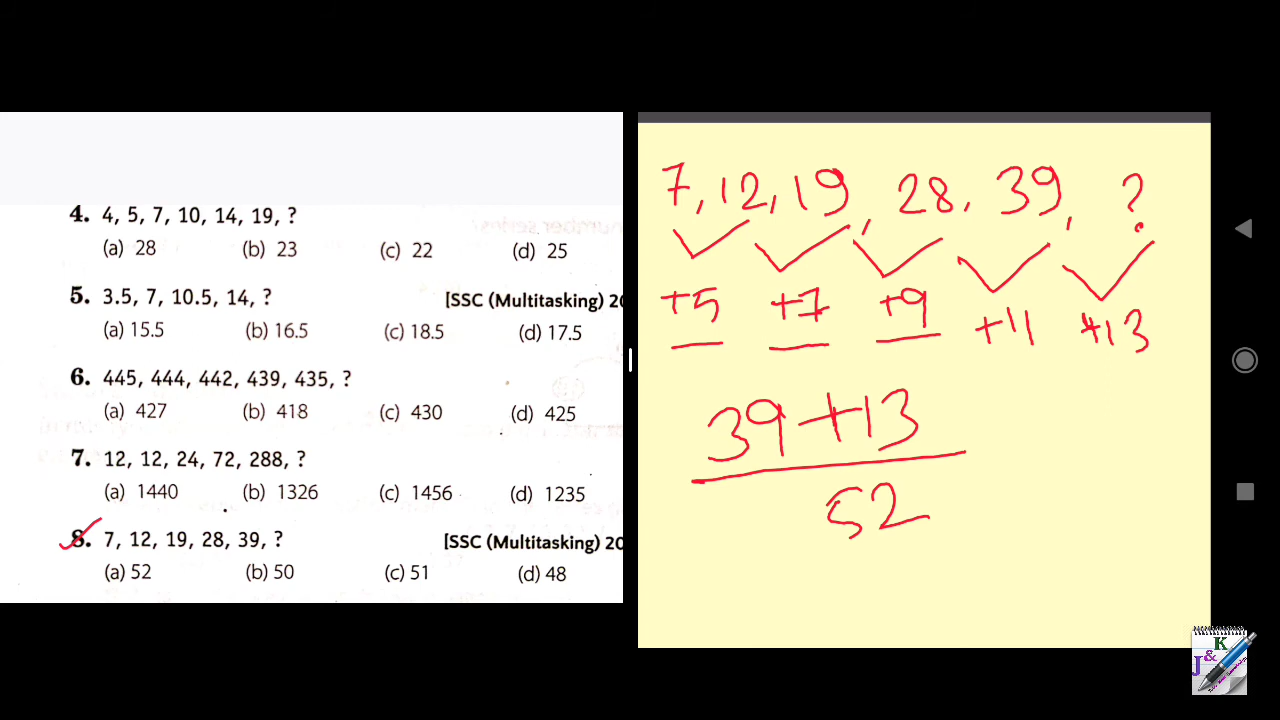 4. 4, 5, 7, 10, 14, 19, ?
(a) 28 (b) 23 (c) 22 (d) 25
5. 3.5, 7, 10.5, 14, ? [SSC (Multitasking) 20
(a) 15.5 (b) 16.5 (c) 18.5 (d) 17.5
6. 445, 444, 442, 439, 435, ?
(a) 427 (b) 418 (c) 430 (d) 425
7. 12, 12, 24, 72, 288, ?
(a) 1440 (b) 1326 (c) 1456 (d) 1235
8. 7, 12, 19, 28, 39, ? [SSC (Multitasking) 20
(a) 52 (b) 50 (c) 51 (d) 48
7, 12, 19, 28, 39, ?
+5 +7 +9 +11 +13
39+13
52
J&K